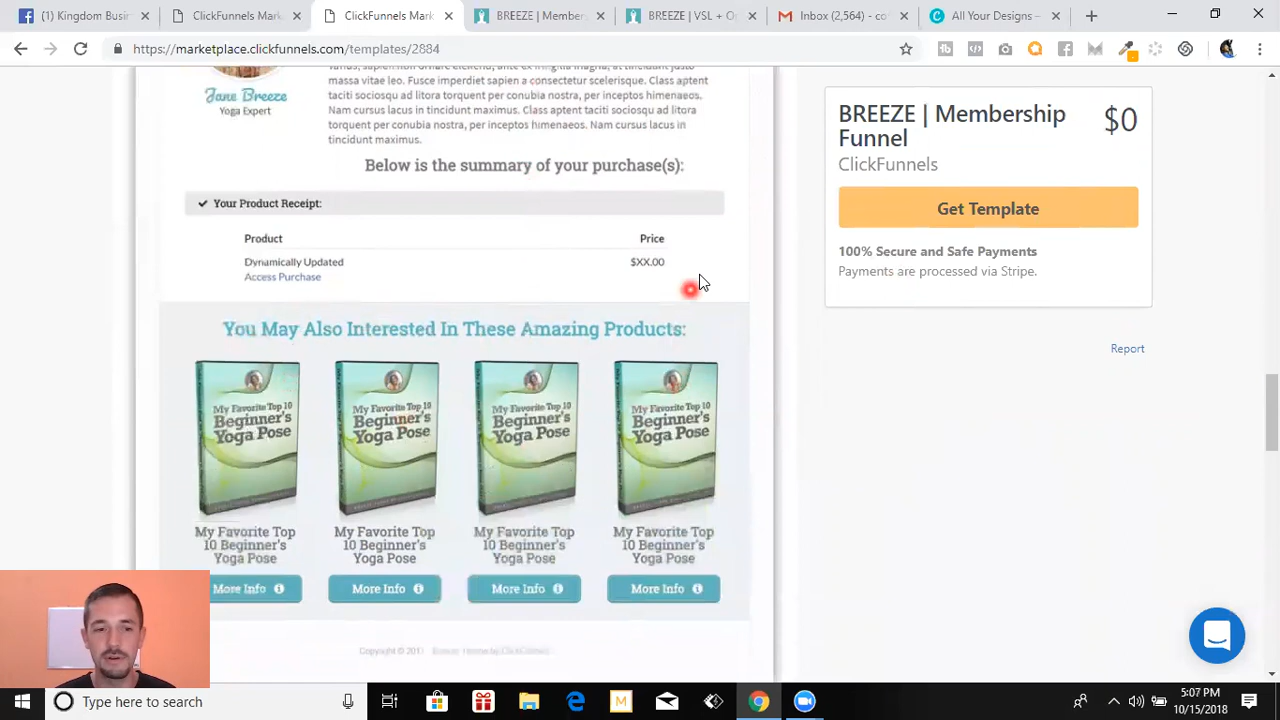 (1) Kingdom Busin
ClickFunnels Mark
ClickFunnels Mark
BREEZE | Members
BREEZE | VSL + Op
Inbox (2,564) - co
All Your Designs –
https://marketplace.clickfunnels.com/templates/2884
massa vitae leo. Fusce imperdiet sapien a consectetur scelerisque. Class aptent
taciti sociosqu ad litora torquent per conubia nostra, per inceptos himenaeos.
Nam cursus lacus in tincidunt maximus. Class aptent taciti sociosqu ad litora
torquent per conubia nostra, per inceptos himenaeos. Nam cursus lacus in
tincidunt maximus.
Jane Breeze
Yoga Expert
Below is the summary of your purchase(s):
Your Product Receipt:
Product Price
Dynamically Updated $XX.00
Access Purchase
You May Also Interested In These Amazing Products:
My Favorite Top 10
Beginner's
Yoga Pose
My Favorite Top 10
Beginner's
Yoga Pose
My Favorite Top 10
Beginner's
Yoga Pose
My Favorite Top 10
Beginner's
Yoga Pose
My Favorite Top
10 Beginner's
Yoga Pose
My Favorite Top
10 Beginner's
Yoga Pose
My Favorite Top
10 Beginner's
Yoga Pose
My Favorite Top
10 Beginner's
Yoga Pose
More Info
More Info
More Info
More Info
BREEZE | Membership
Funnel
$0
ClickFunnels
Get Template
100% Secure and Safe Payments
Payments are processed via Stripe.
Report
Type here to search
3:07 PM
10/15/2018